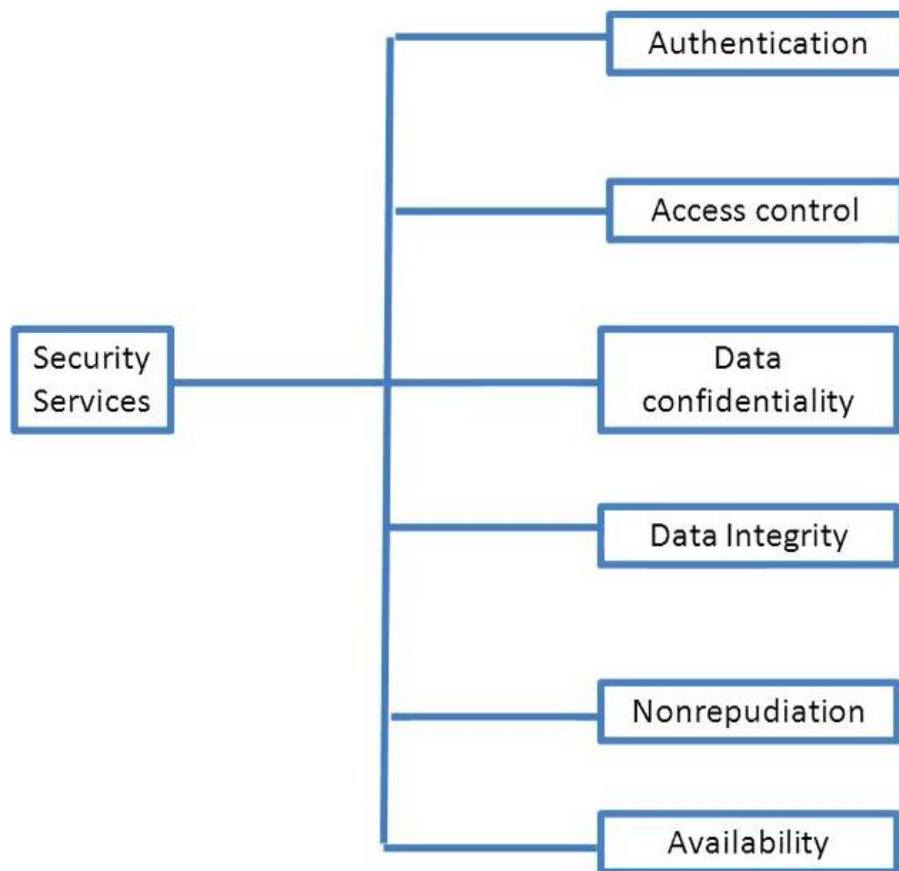 Authentication
Access control
Security
Services
Data
confidentiality
Data Integrity
Nonrepudiation
Availability